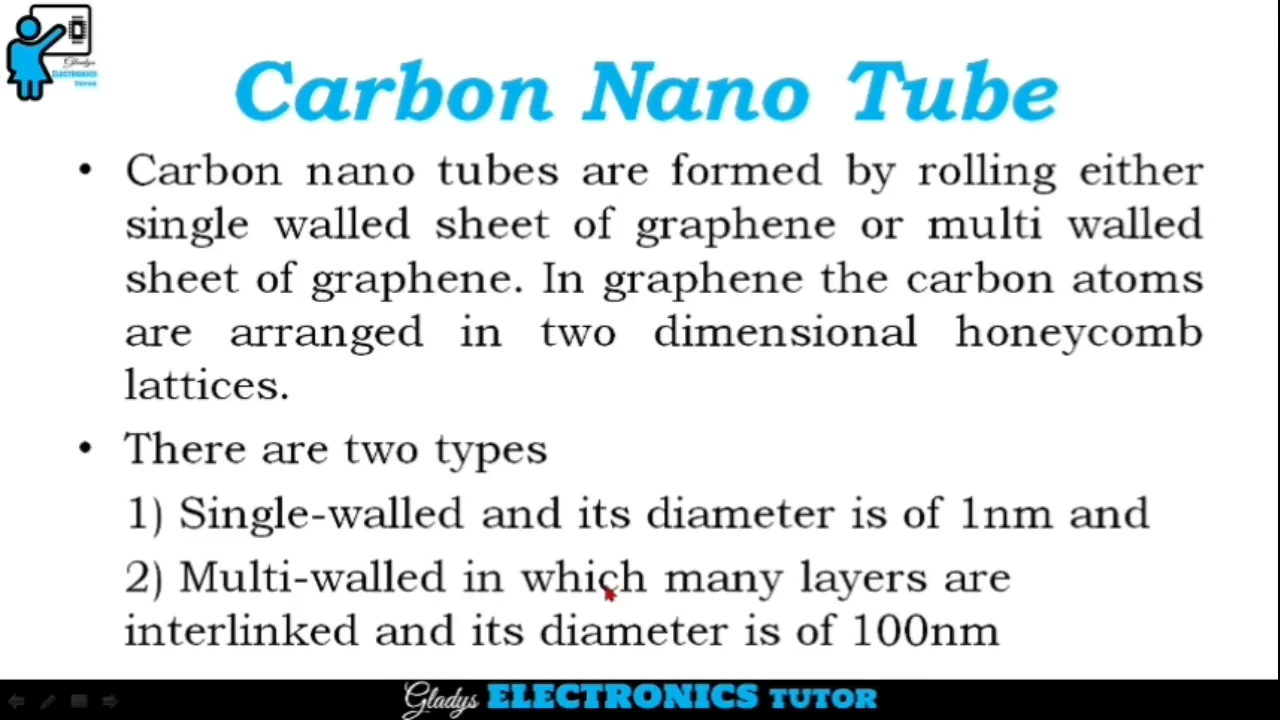 Gladys
ELECTRONICS
TUTOR
Carbon Nano Tube
• Carbon nano tubes are formed by rolling either
single walled sheet of graphene or multi walled
sheet of graphene. In graphene the carbon atoms
are arranged in two dimensional honeycomb
lattices.
• There are two types
1) Single-walled and its diameter is of 1nm and
2) Multi-walled in which many layers are
interlinked and its diameter is of 100nm
Gladys ELECTRONICS TUTOR